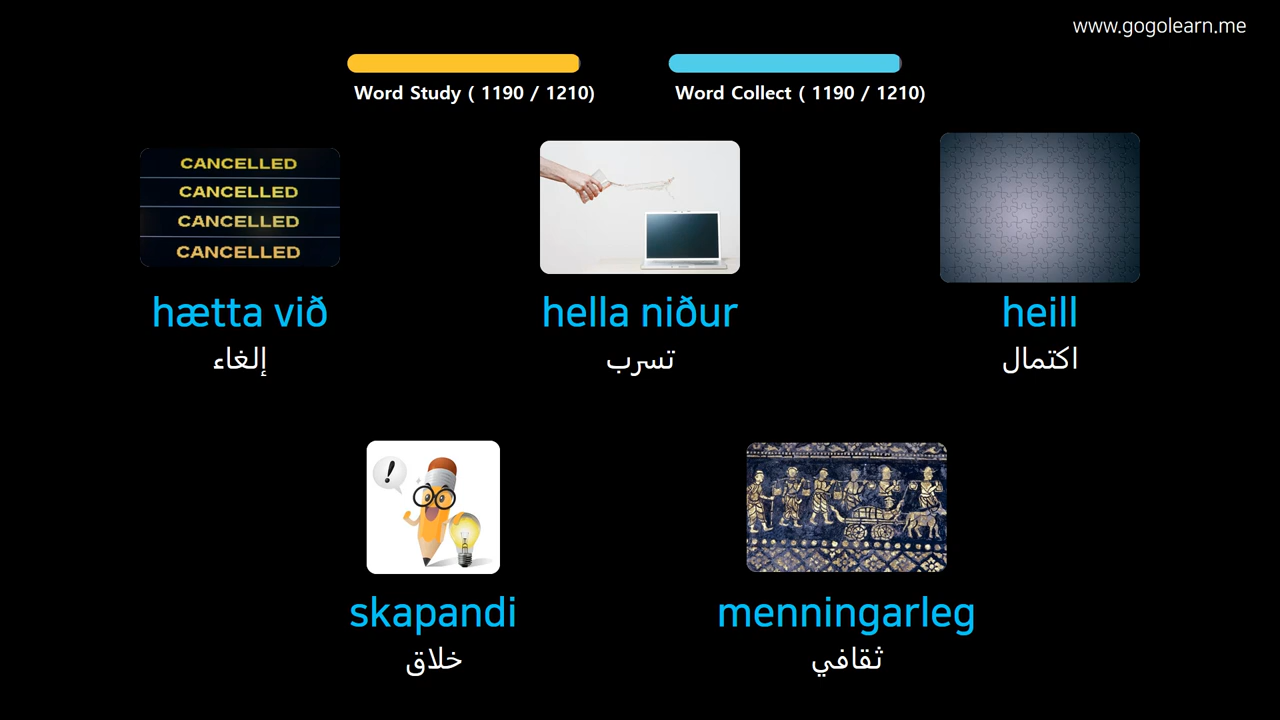 www.gogolearn.me
Word Study ( 1190 / 1210)
Word Collect ( 1190 / 1210)
CANCELLED
CANCELLED
CANCELLED
CANCELLED
hætta við
إلغاء
hella niður
تسرب
heill
اكتمال
!
skapandi
خلاق
menningarleg
ثقافي